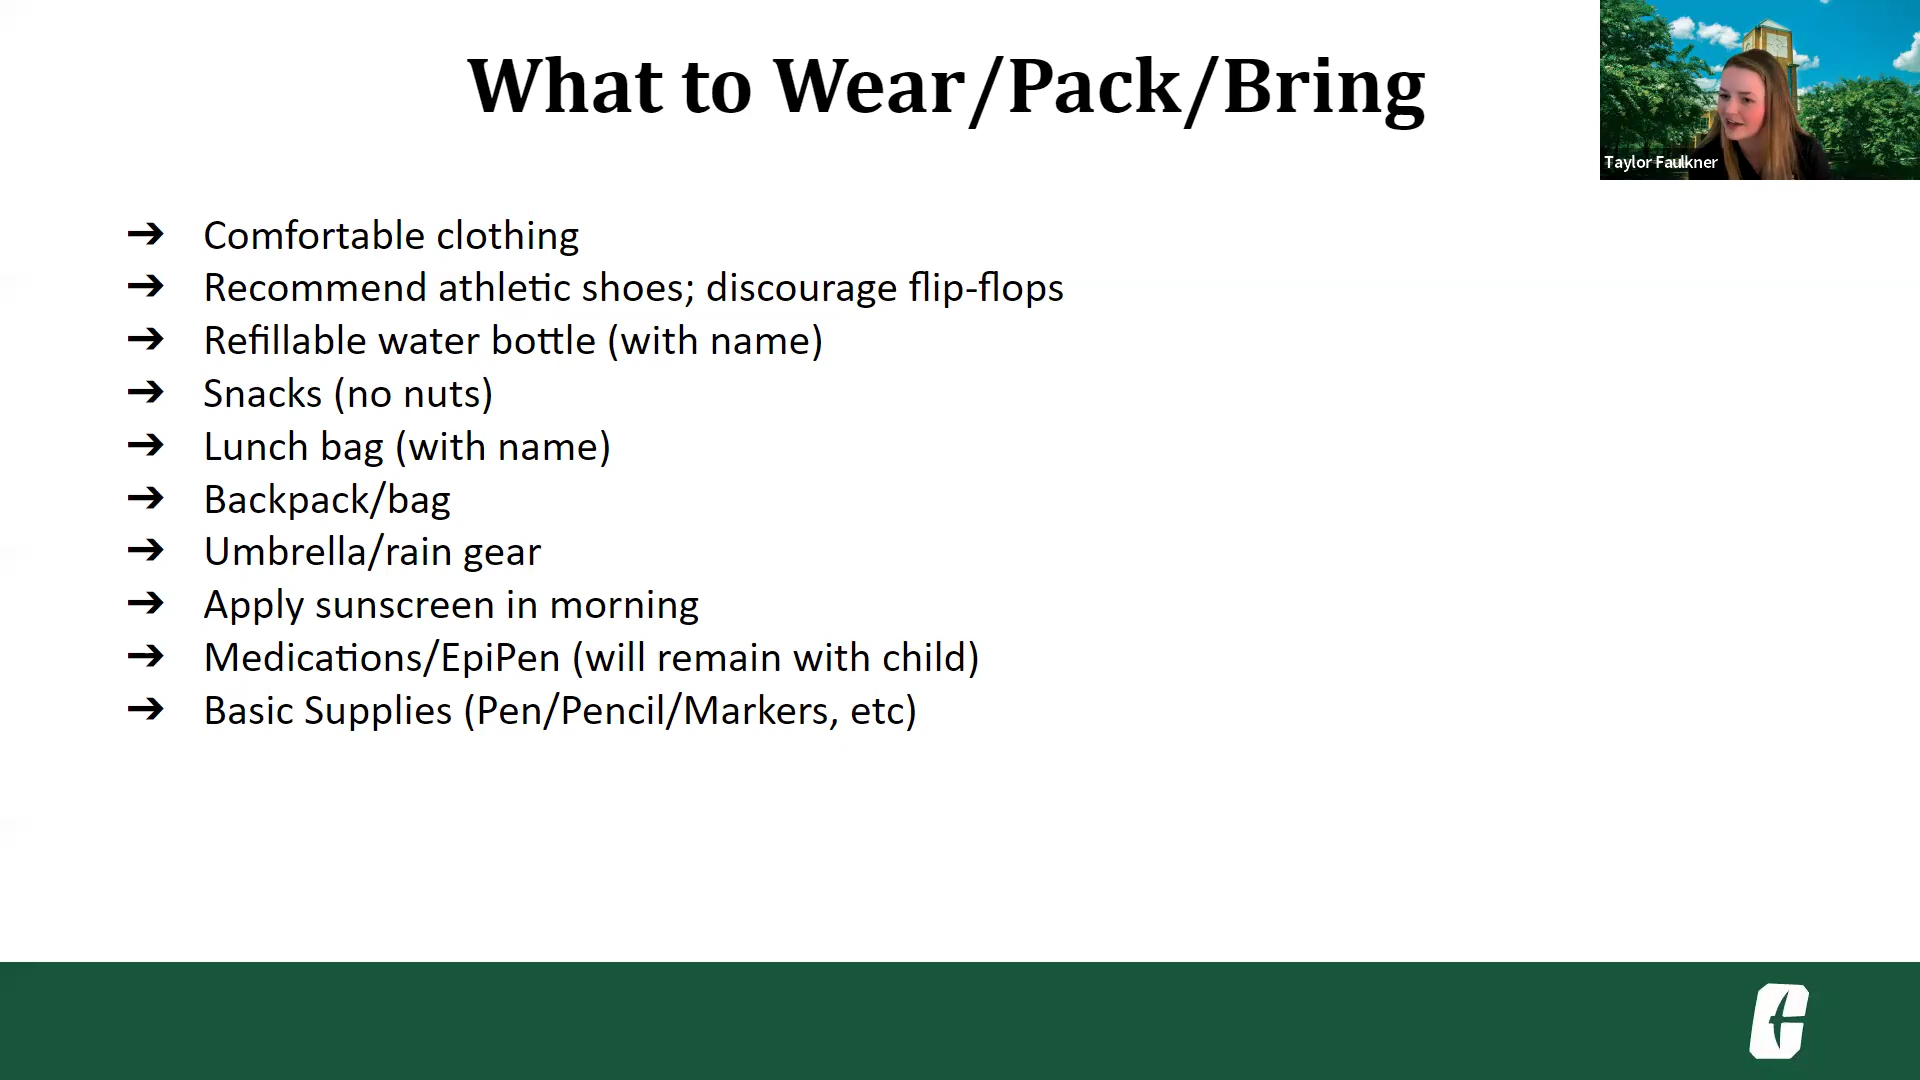 What to Wear/Pack/Bring
Taylor Faulkner
➔ Comfortable clothing
➔ Recommend athletic shoes; discourage flip-flops
➔ Refillable water bottle (with name)
➔ Snacks (no nuts)
➔ Lunch bag (with name)
➔ Backpack/bag
➔ Umbrella/rain gear
➔ Apply sunscreen in morning
➔ Medications/EpiPen (will remain with child)
➔ Basic Supplies (Pen/Pencil/Markers, etc)